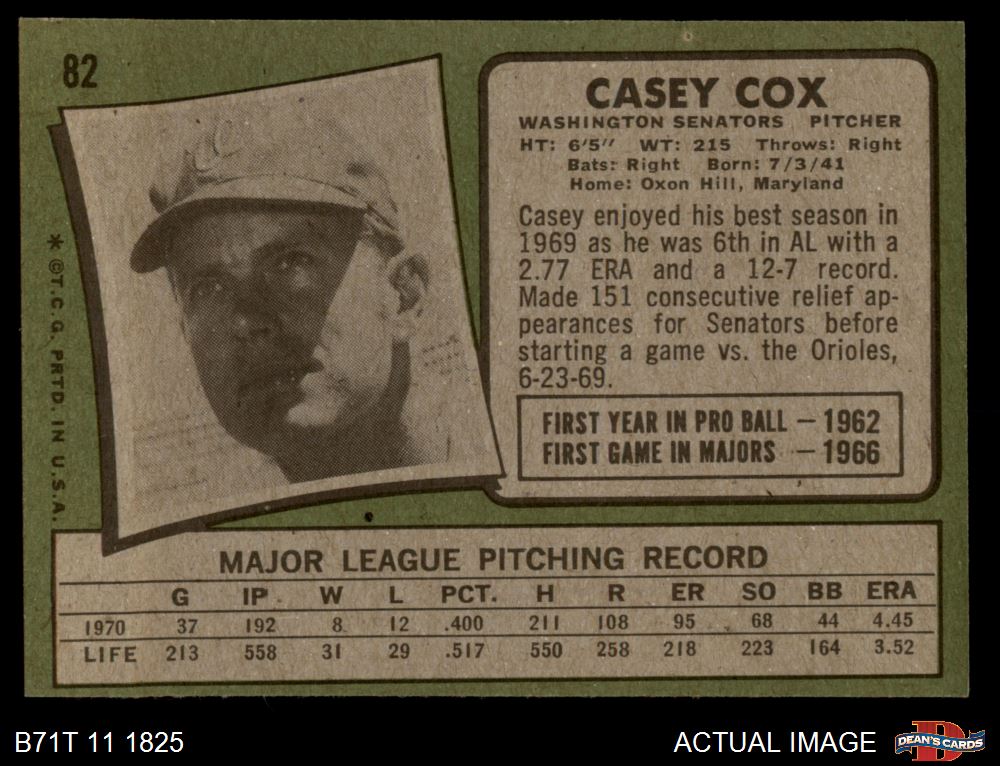 82
CASEY COX
WASHINGTON SENATORS PITCHER
HT: 6'5" WT: 215 Throws: Right
Bats: Right Born: 7/3/41
Home: Oxon Hill, Maryland
Casey enjoyed his best season in
1969 as he was 6th in AL with a
2.77 ERA and a 12-7 record.
Made 151 consecutive relief ap-
pearances for Senators before
starting a game vs. the Orioles,
6-23-69.
FIRST YEAR IN PRO BALL — 1962
FIRST GAME IN MAJORS — 1966
* ©T.C.G. PRTD. IN U.S.A.
MAJOR LEAGUE PITCHING RECORD
G IP. W L PCT. H R ER SO BB ERA
1970 37 192 8 12 .400 211 108 95 68 44 4.45
LIFE 213 558 31 29 .517 550 258 218 223 164 3.52
B71T 11 1825
ACTUAL IMAGE
D
DEAN'S CARDS